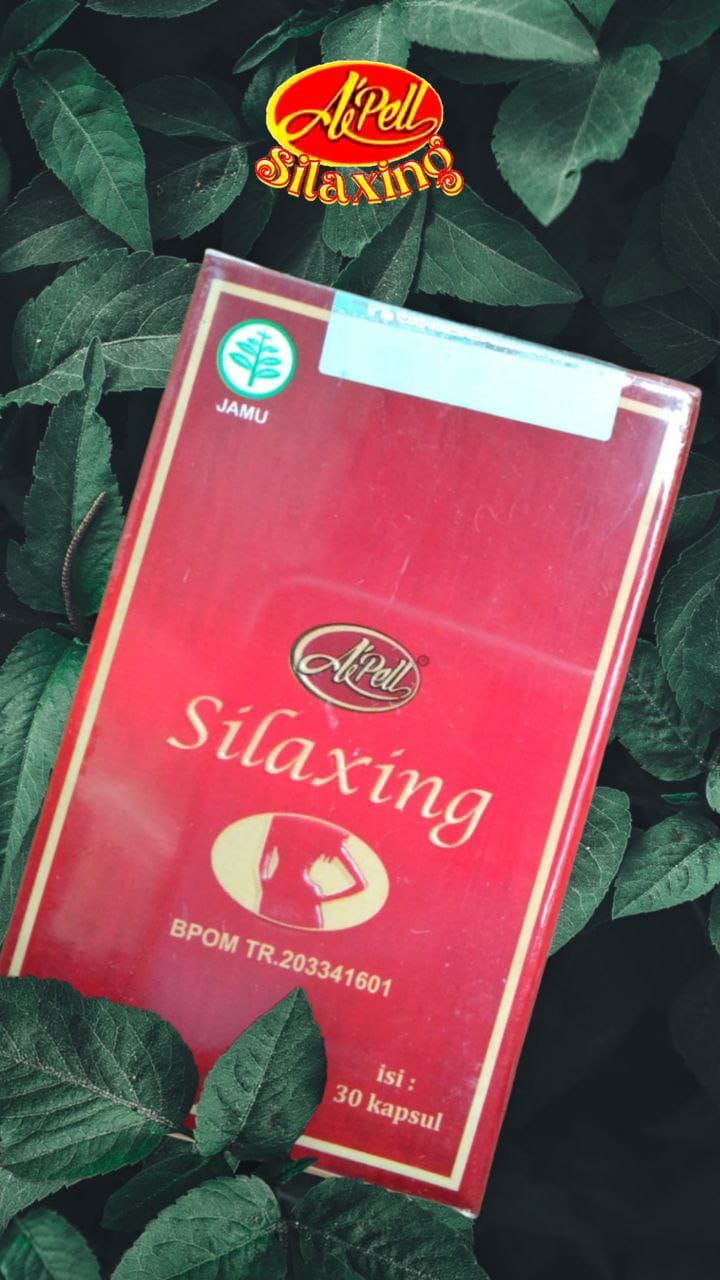 A'Pell
Silaxing
JAMU
A'Pell®
Silaxing
BPOM TR.203341601
isi :
30 kapsul